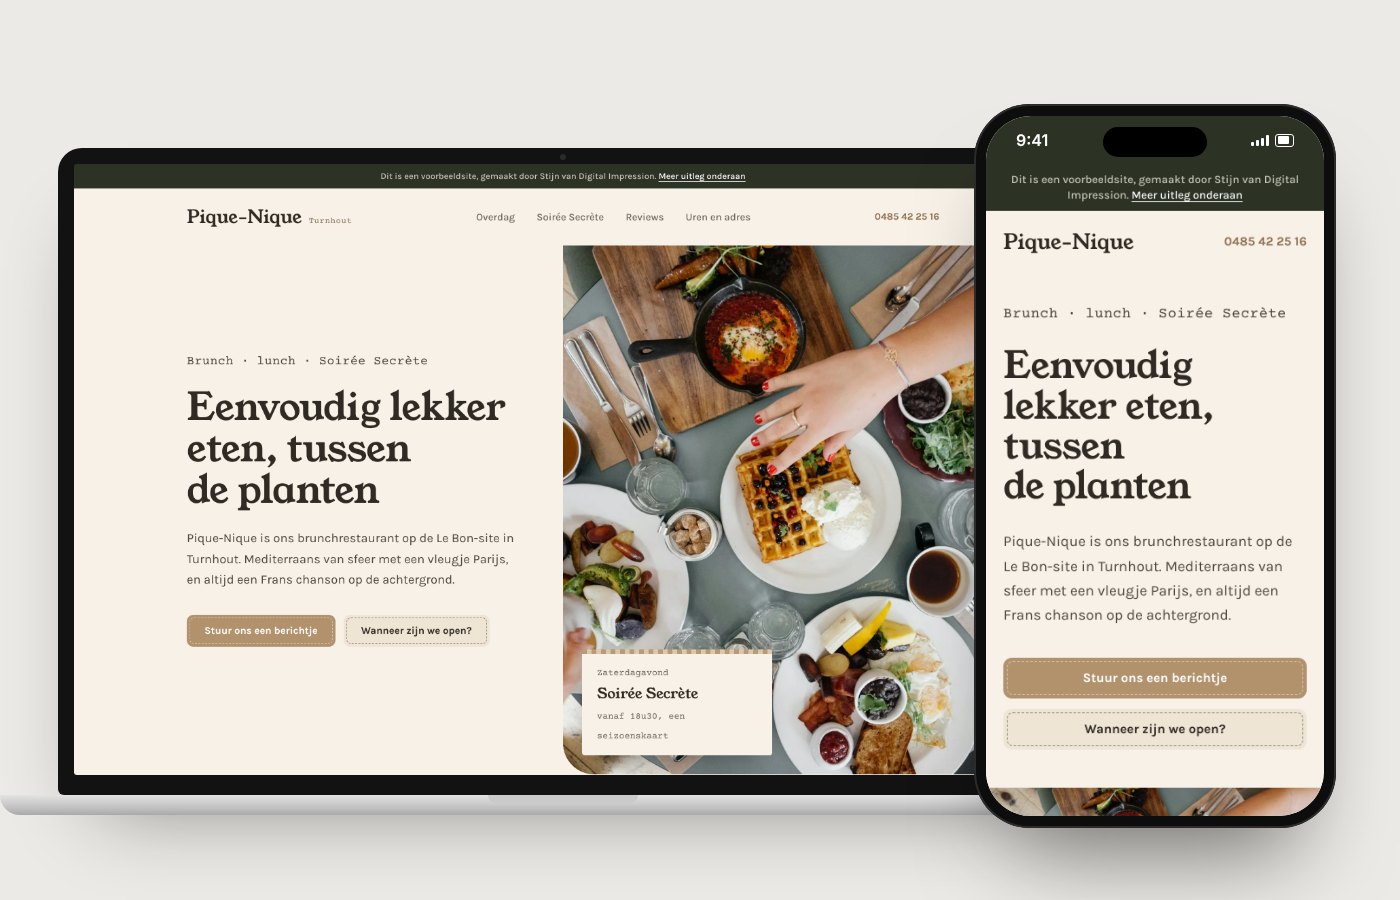 Dit is een voorbeeldsite, gemaakt door Stijn van Digital Impression. Meer uitleg onderaan
Pique-Nique Turnhout
Overdag Soirée Secrète Reviews Uren en adres
0485 42 25 16
Brunch · lunch · Soirée Secrète
Eenvoudig lekker
eten, tussen
de planten
Pique-Nique is ons brunchrestaurant op de Le Bon-site in
Turnhout. Mediterraans van sfeer met een vleugje Parijs,
en altijd een Frans chanson op de achtergrond.
Stuur ons een berichtje
Wanneer zijn we open?
Zaterdagavond
Soirée Secrète
vanaf 18u30, een
seizoenskaart
9:41
Dit is een voorbeeldsite, gemaakt door Stijn van Digital
Impression. Meer uitleg onderaan
Pique-Nique
0485 42 25 16
Brunch · lunch · Soirée Secrète
Eenvoudig
lekker eten,
tussen
de planten
Pique-Nique is ons brunchrestaurant op de
Le Bon-site in Turnhout. Mediterraans van
sfeer met een vleugje Parijs, en altijd een
Frans chanson op de achtergrond.
Stuur ons een berichtje
Wanneer zijn we open?